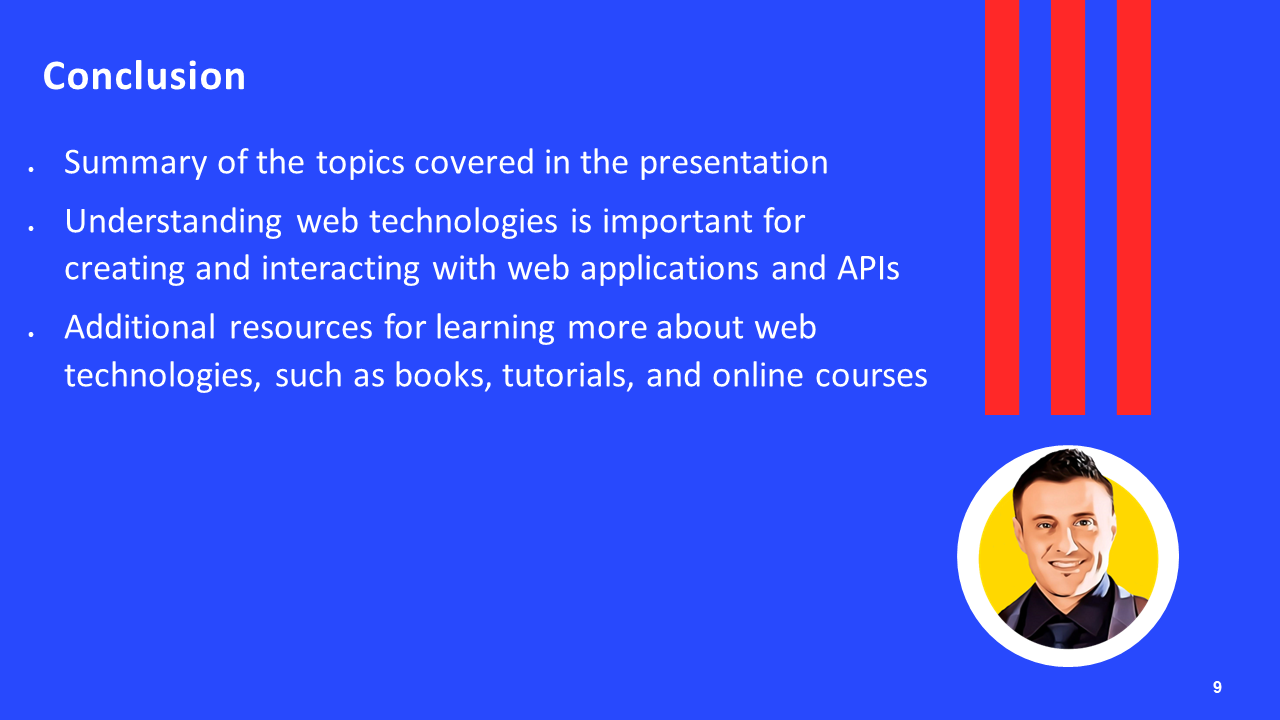 Conclusion
. Summary of the topics covered in the presentation
. Understanding web technologies is important for
creating and interacting with web applications and APIs
. Additional resources for learning more about web
technologies, such as books, tutorials, and online courses
9